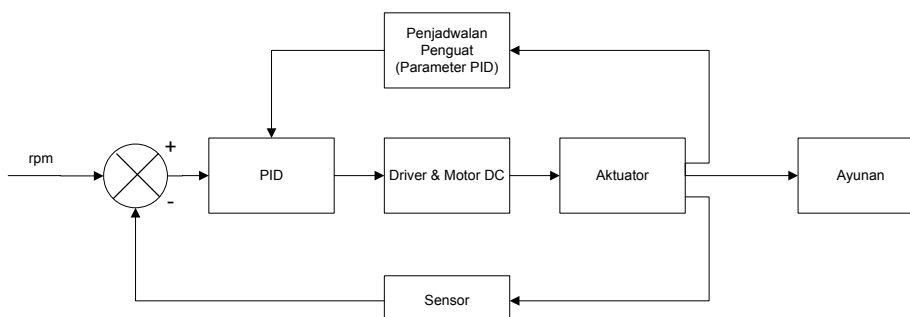 Penjadwalan
Penguat
(Parameter PID)
rpm
+
-
PID
Driver & Motor DC
Aktuator
Ayunan
Sensor